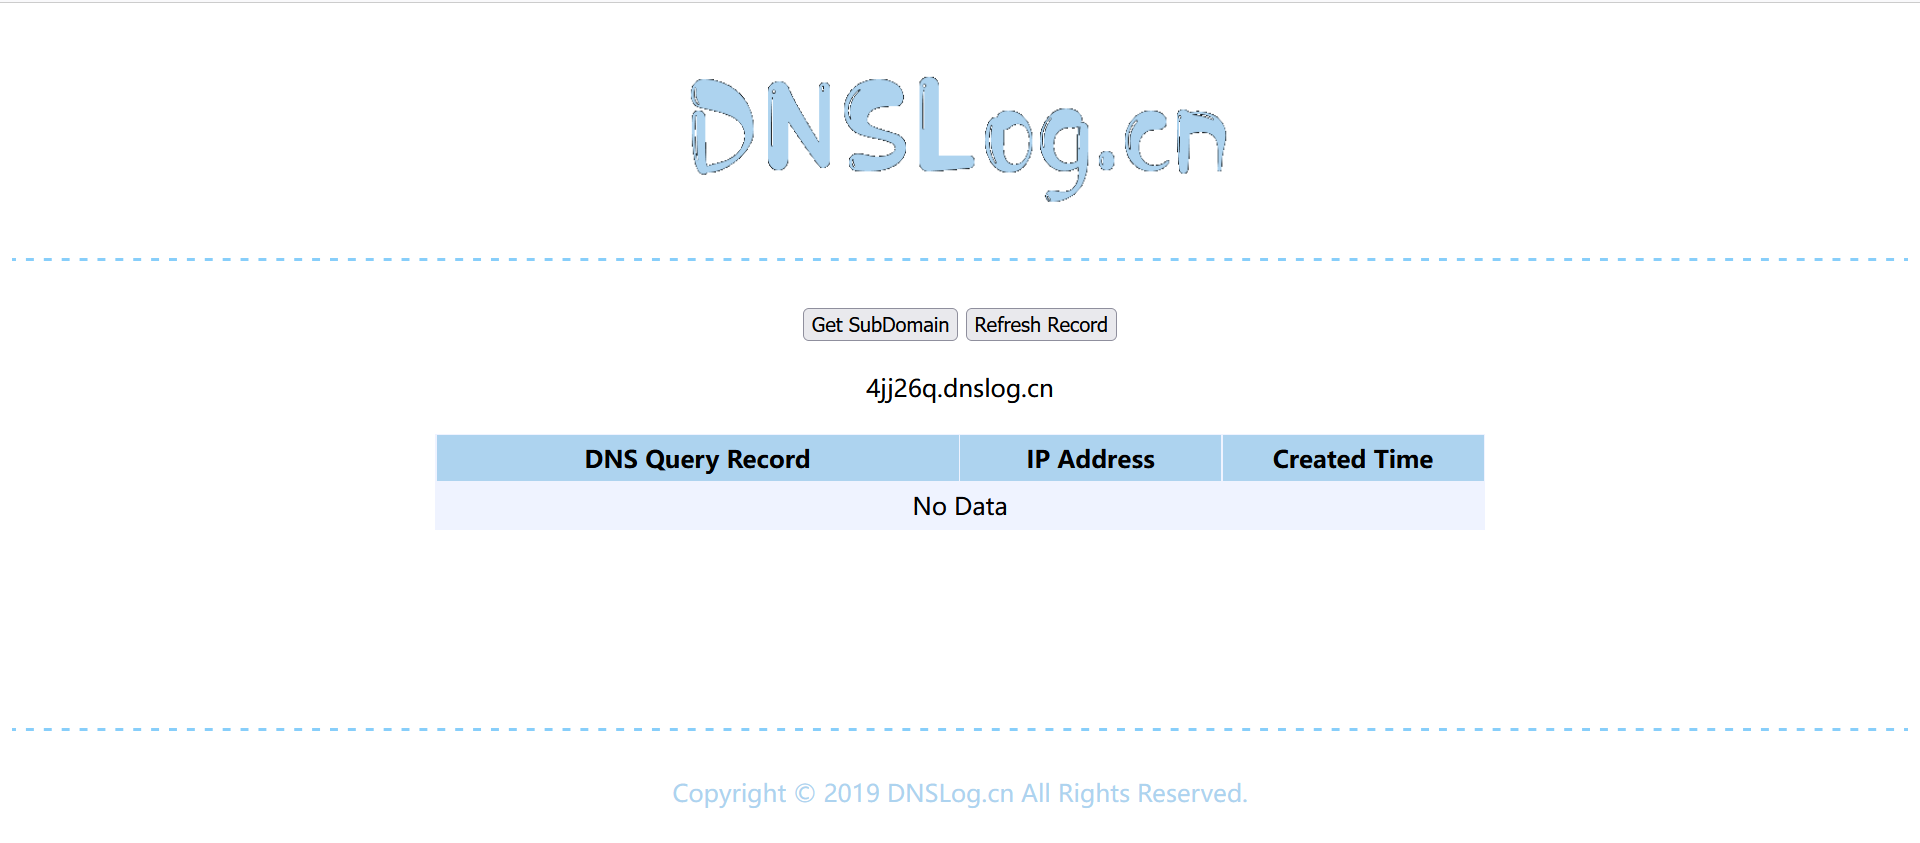 DNSLog.cn
Get SubDomain Refresh Record
4jj26q.dnslog.cn
DNS Query Record IP Address Created Time
No Data
Copyright © 2019 DNSLog.cn All Rights Reserved.